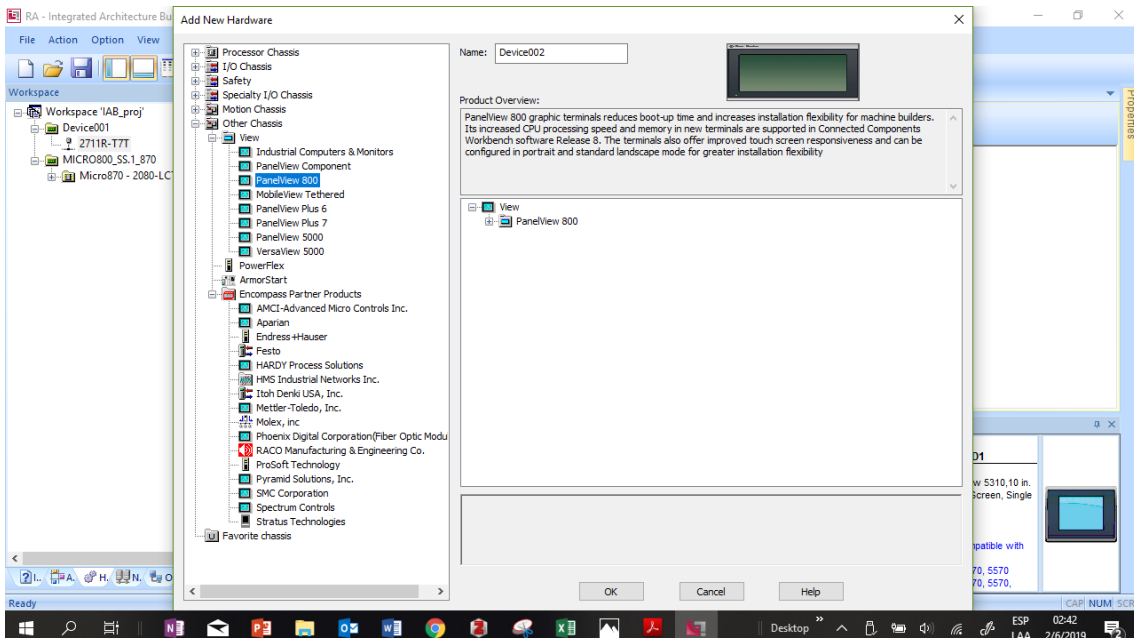 RA - Integrated Architecture Bu
File Action Option View
Workspace
Workspace 'IAB_proj'
Device001
2711R-T7T
MICRO800_SS.1_870
Micro870 - 2080-LC
Add New Hardware
Processor Chassis
I/O Chassis
Safety
Specialty I/O Chassis
Motion Chassis
Other Chassis
View
Industrial Computers & Monitors
PanelView Component
PanelView 800
MobileView Tethered
PanelView Plus 6
PanelView Plus 7
PanelView 5000
VersaView 5000
PowerFlex
ArmorStart
Encompass Partner Products
AMCI-Advanced Micro Controls Inc.
Aparian
Endress+Hauser
Festo
HARDY Process Solutions
HMS Industrial Networks Inc.
Itoh Denki USA, Inc.
Mettler-Toledo, Inc.
Molex, inc
Phoenix Digital Corporation(Fiber Optic Modu
RACO Manufacturing & Engineering Co.
ProSoft Technology
Pyramid Solutions, Inc.
SMC Corporation
Spectrum Controls
Stratus Technologies
Favorite chassis
Name: Device002
Product Overview:
PanelView 800 graphic terminals reduces boot-up time and increases installation flexibility for machine builders.
Its increased CPU processing speed and memory in new terminals are supported in Connected Components
Workbench software Release 8. The terminals also offer improved touch screen responsiveness and can be
configured in portrait and standard landscape mode for greater installation flexibility
View
PanelView 800
OK Cancel Help
Properties
D1
w 5310,10 in.
Screen, Single
npatible with
70, 5570
70, 5570,
I.. A. H. N. O
Ready
CAP NUM SCR
Desktop
ESP
LAA
02:42
2/6/2019